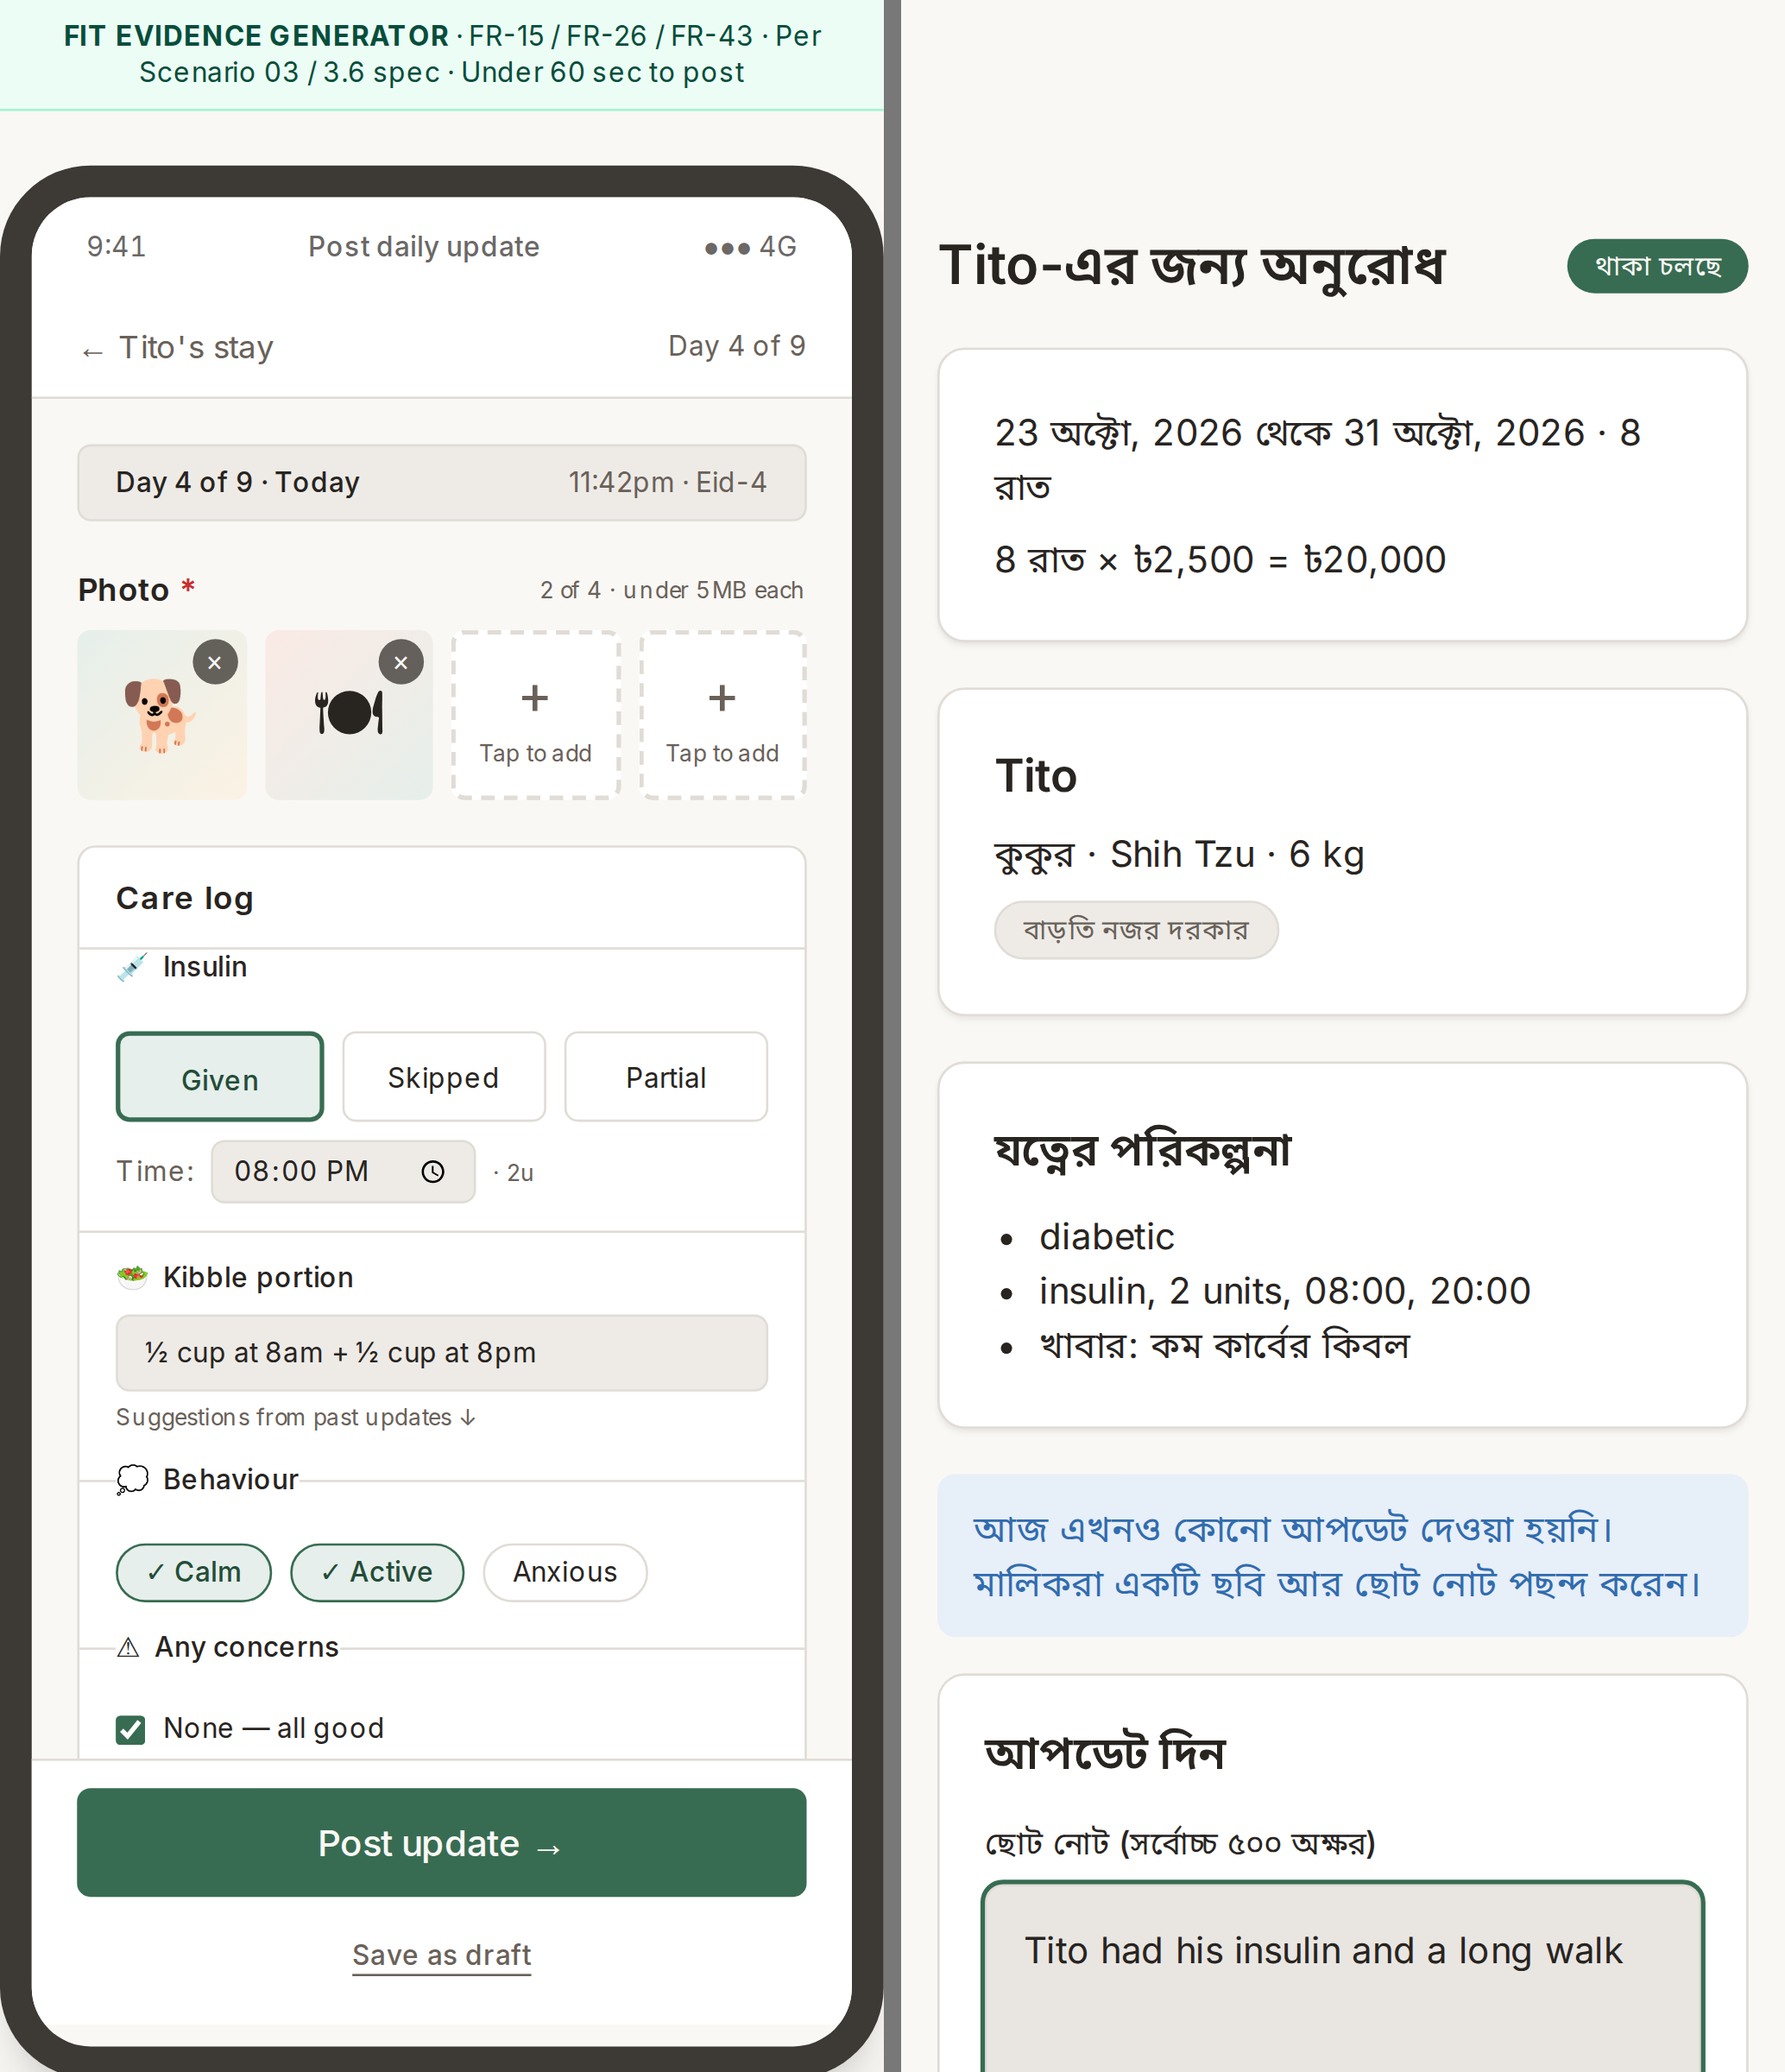 FIT EVIDENCE GENERATOR · FR-15 / FR-26 / FR-43 · Per
Scenario 03 / 3.6 spec · Under 60 sec to post
9:41 Post daily update ●●● 4G
← Tito's stay Day 4 of 9
Day 4 of 9 · Today 11:42pm · Eid-4
Photo * 2 of 4 · under 5MB each
× ×
+ +
Tap to add Tap to add
Care log
💉 Insulin
Given Skipped Partial
Time: 08:00 PM · 2u
🥗 Kibble portion
½ cup at 8am + ½ cup at 8pm
Suggestions from past updates ↓
💭 Behaviour
✓ Calm ✓ Active Anxious
⚠ Any concerns
None — all good
Post update →
Save as draft
Tito-এর জন্য অনুরোধ থাকা চলছে
23 অক্টো, 2026 থেকে 31 অক্টো, 2026 · 8
রাত
8 রাত × ৳2,500 = ৳20,000
Tito
কুকুর · Shih Tzu · 6 kg
বাড়তি নজর দরকার
যত্নের পরিকল্পনা
• diabetic
• insulin, 2 units, 08:00, 20:00
• খাবার: কম কার্বের কিবল
আজ এখনও কোনো আপডেট দেওয়া হয়নি।
মালিকরা একটি ছবি আর ছোট নোট পছন্দ করেন।
আপডেট দিন
ছোট নোট (সর্বোচ্চ ৫০০ অক্ষর)
Tito had his insulin and a long walk